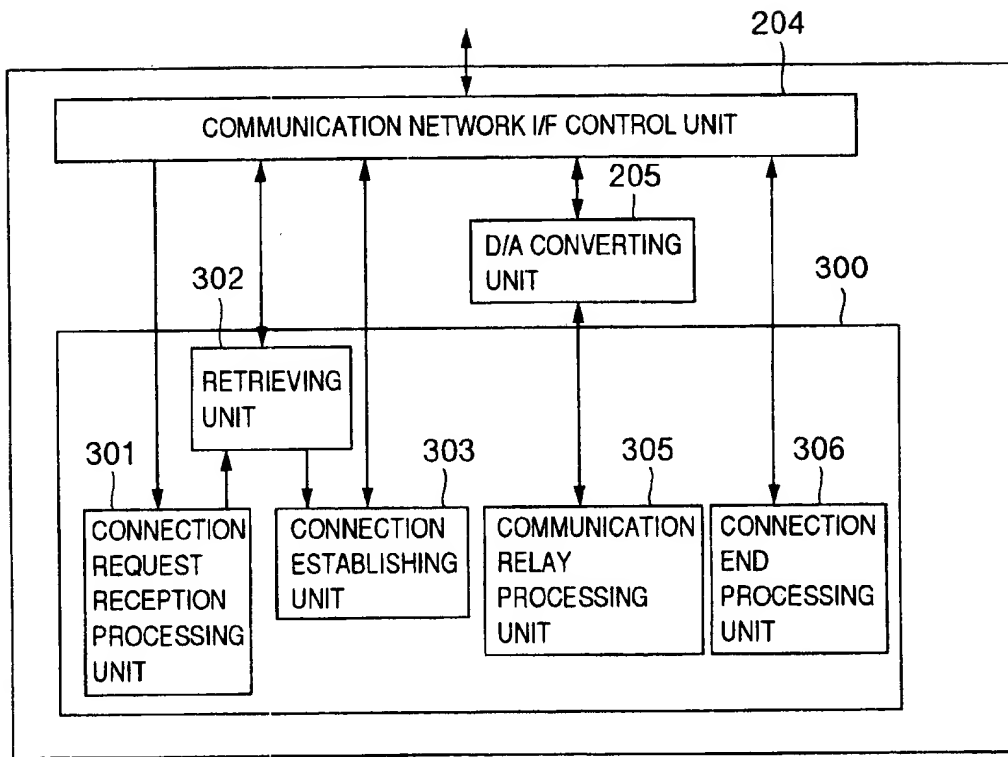 204
COMMUNICATION NETWORK I/F CONTROL UNIT
205
D/A CONVERTING
UNIT
300
302
RETRIEVING
UNIT
301
CONNECTION
REQUEST
RECEPTION
PROCESSING
UNIT
303
CONNECTION
ESTABLISHING
UNIT
305
COMMUNICATION
RELAY
PROCESSING
UNIT
306
CONNECTION
END
PROCESSING
UNIT